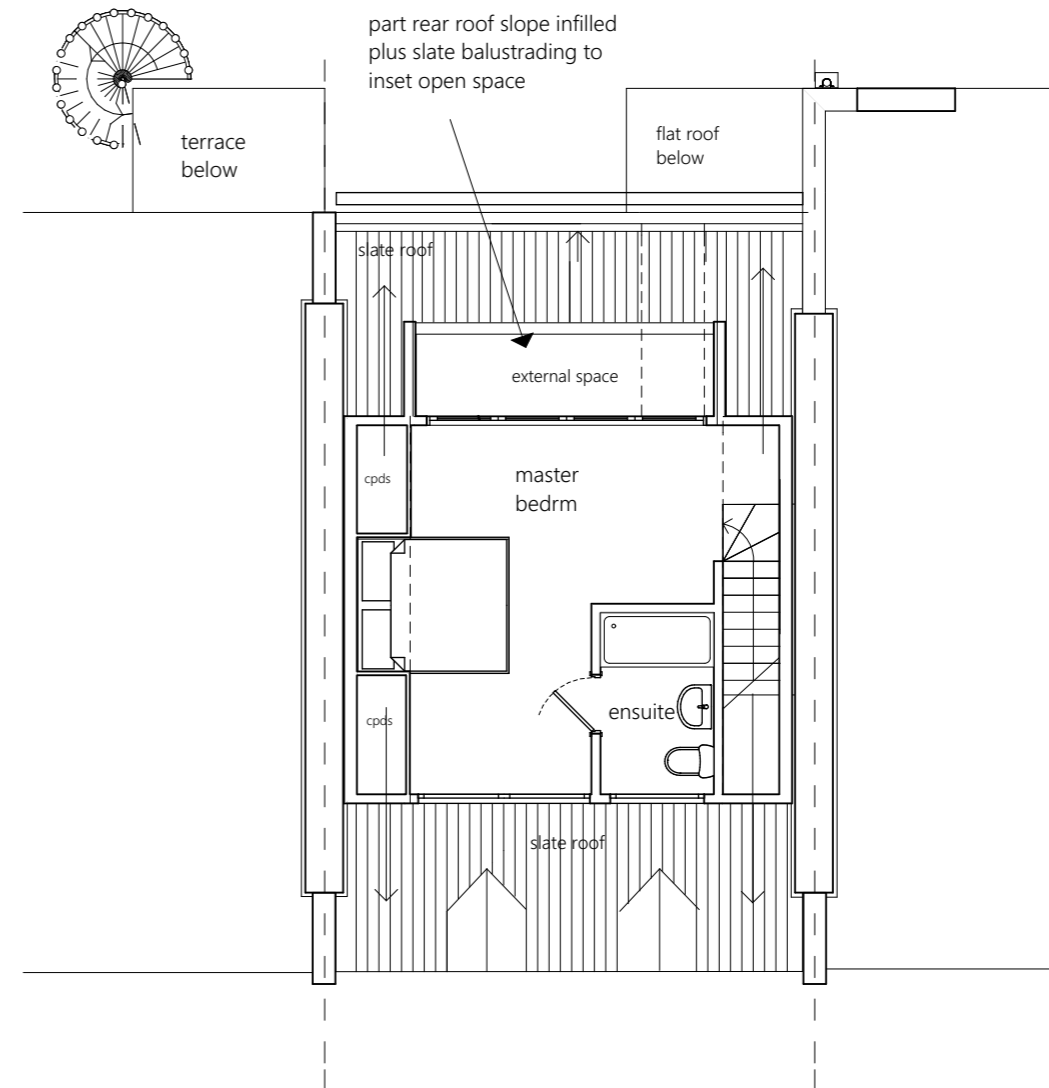 part rear roof slope infilled
plus slate balustrading to
inset open space
terrace
below
flat roof
below
slate roof
external space
cpds
master
bedrm
ensuite
cpds
slate roof